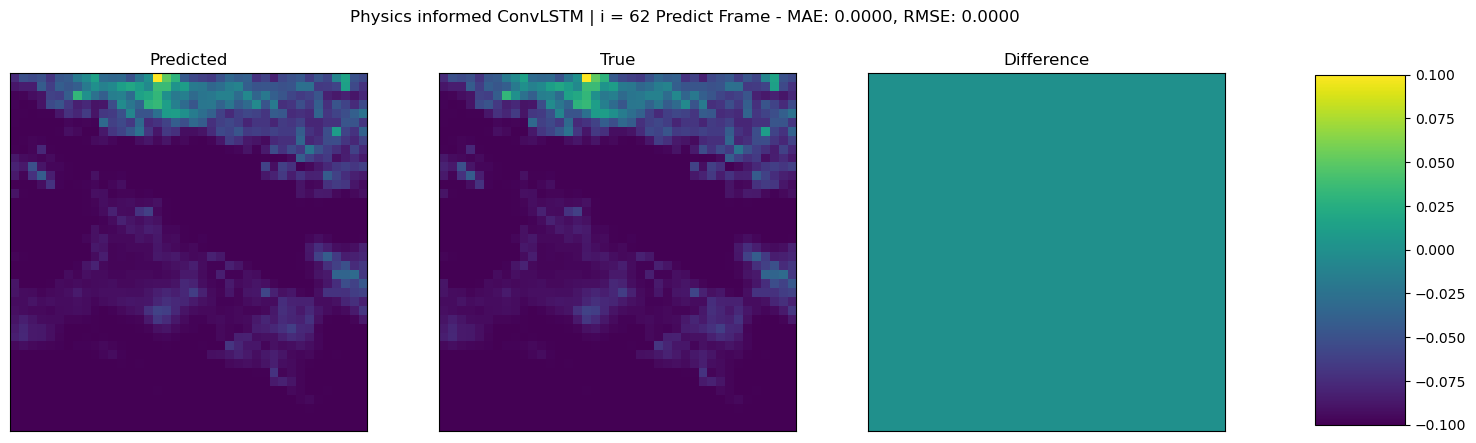 Physics informed ConvLSTM | i = 62 Predict Frame - MAE: 0.0000, RMSE: 0.0000
Predicted
True
Difference
0.100
0.075
0.050
0.025
0.000
−0.025
−0.050
−0.075
−0.100